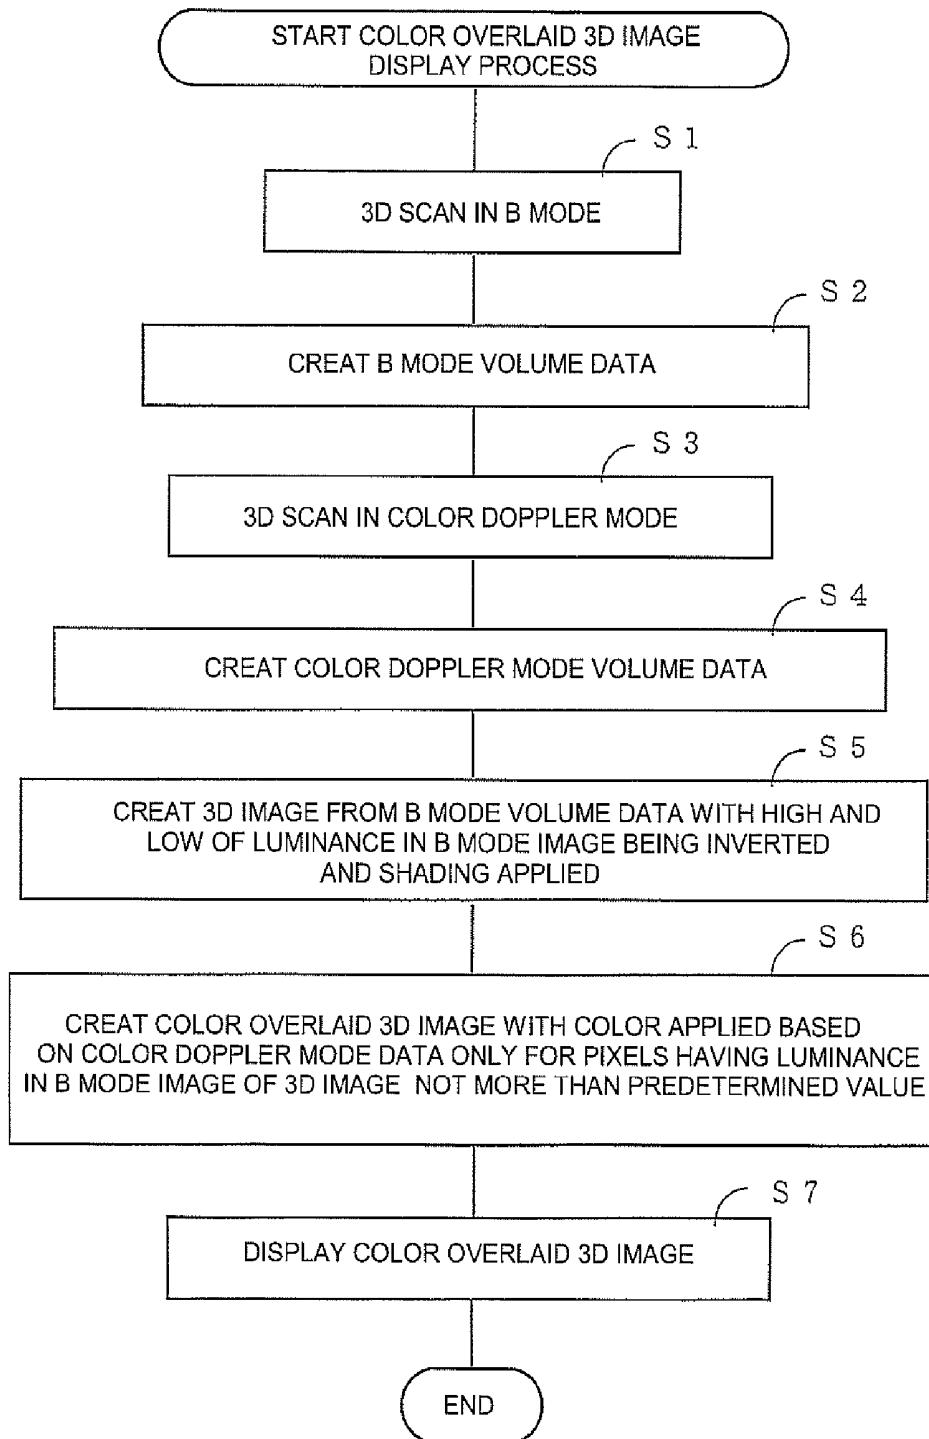 START COLOR OVERLAID 3D IMAGE
DISPLAY PROCESS
S 1
3D SCAN IN B MODE
S 2
CREAT B MODE VOLUME DATA
S 3
3D SCAN IN COLOR DOPPLER MODE
S 4
CREAT COLOR DOPPLER MODE VOLUME DATA
S 5
CREAT 3D IMAGE FROM B MODE VOLUME DATA WITH HIGH AND
LOW OF LUMINANCE IN B MODE IMAGE BEING INVERTED
AND SHADING APPLIED
S 6
CREAT COLOR OVERLAID 3D IMAGE WITH COLOR APPLIED BASED
ON COLOR DOPPLER MODE DATA ONLY FOR PIXELS HAVING LUMINANCE
IN B MODE IMAGE OF 3D IMAGE NOT MORE THAN PREDETERMINED VALUE
S 7
DISPLAY COLOR OVERLAID 3D IMAGE
END